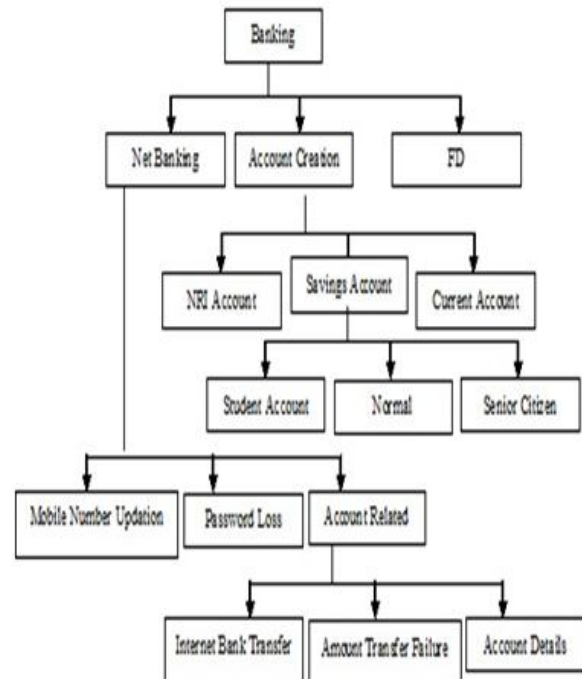 Banking
Net Banking
Account Creation
FD
NRI Account
Savings Account
Current Account
Student Account
Normal
Senior Citizen
Mobile Number Updation
Password Loss
Account Related
Internet Bank Transfer
Amount Transfer Failure
Account Details